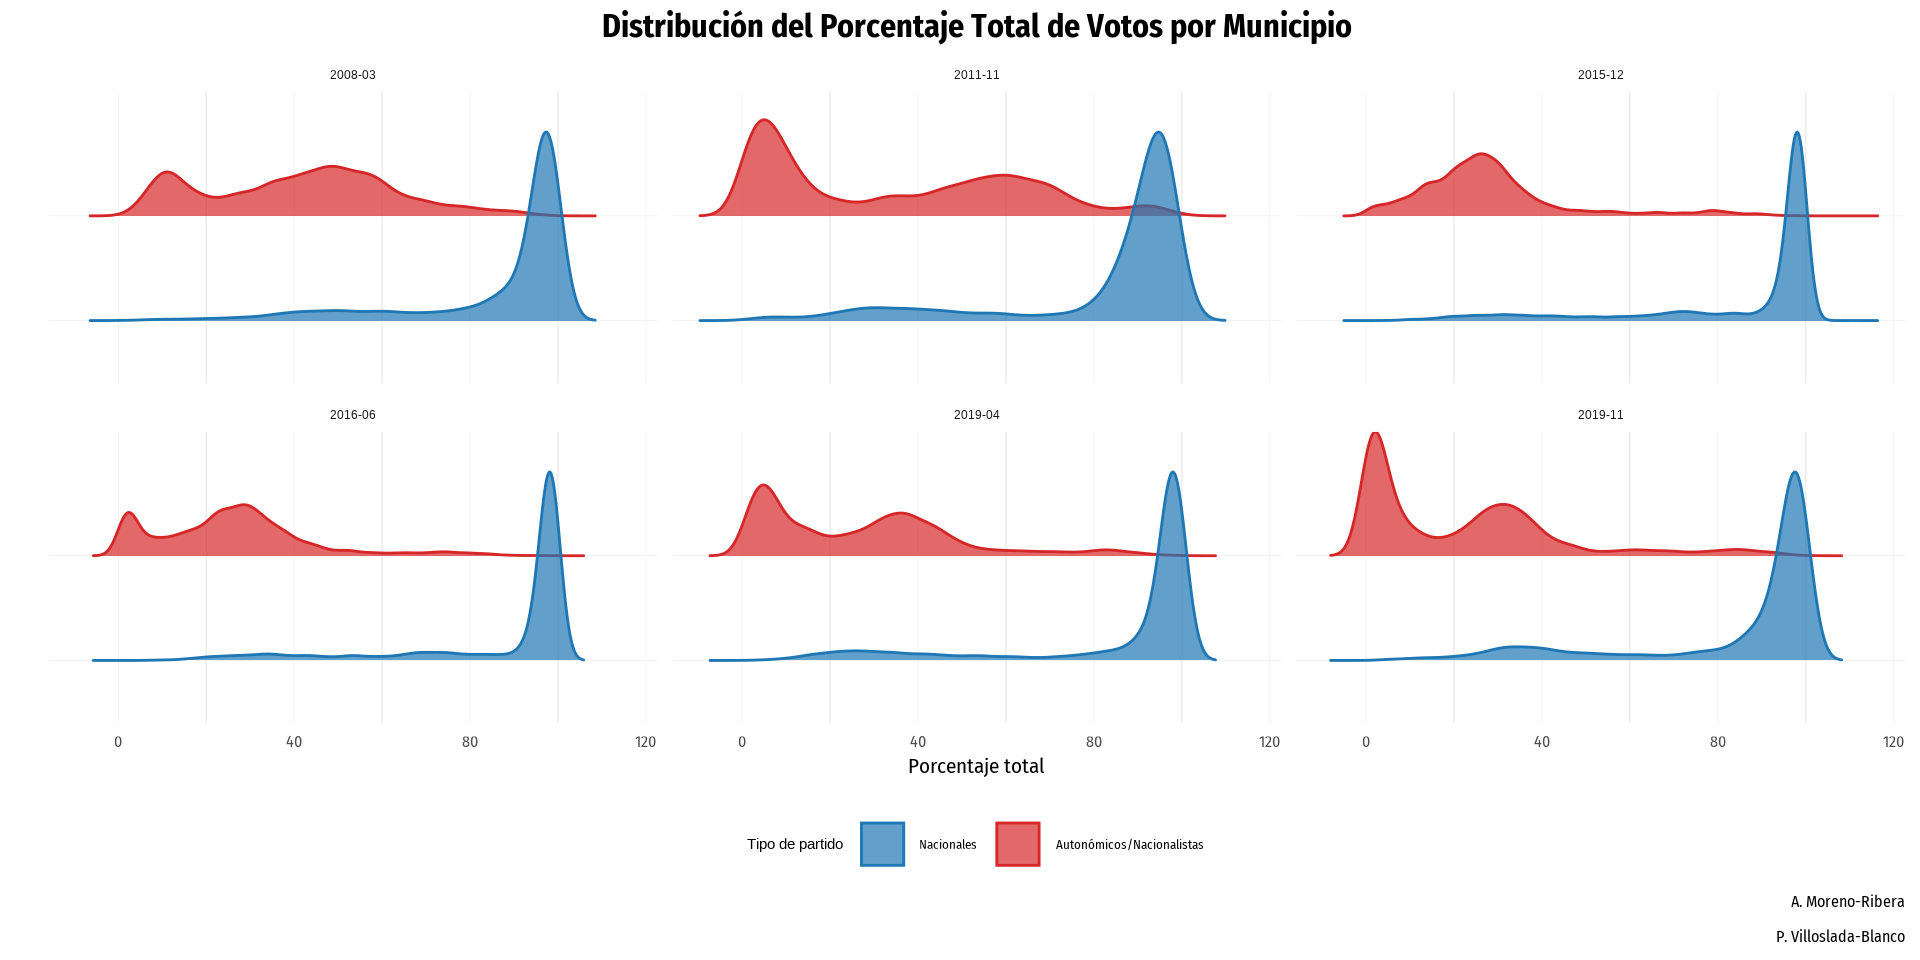 Distribución del Porcentaje Total de Votos por Municipio
2008-03
2011-11
2015-12
2016-06
2019-04
2019-11
0 40 80 120 0 40 80 120 0 40 80 120
Porcentaje total
Tipo de partido Nacionales Autonómicos/Nacionalistas
A. Moreno-Ribera
P. Villoslada-Blanco